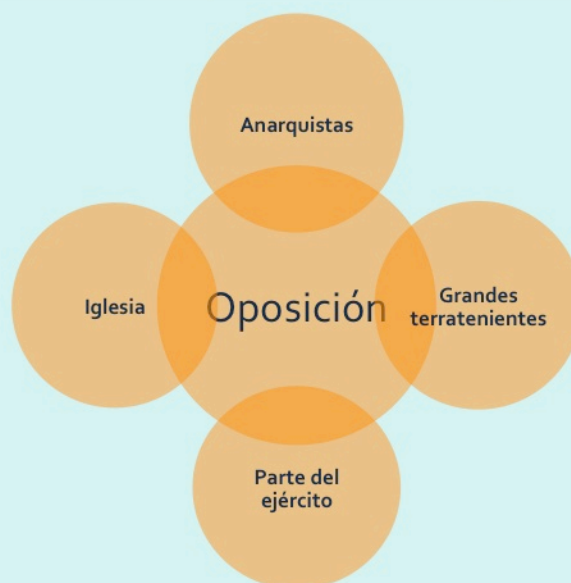 Anarquistas
Iglesia
Oposición
Grandes
terratenientes
Parte del
ejército